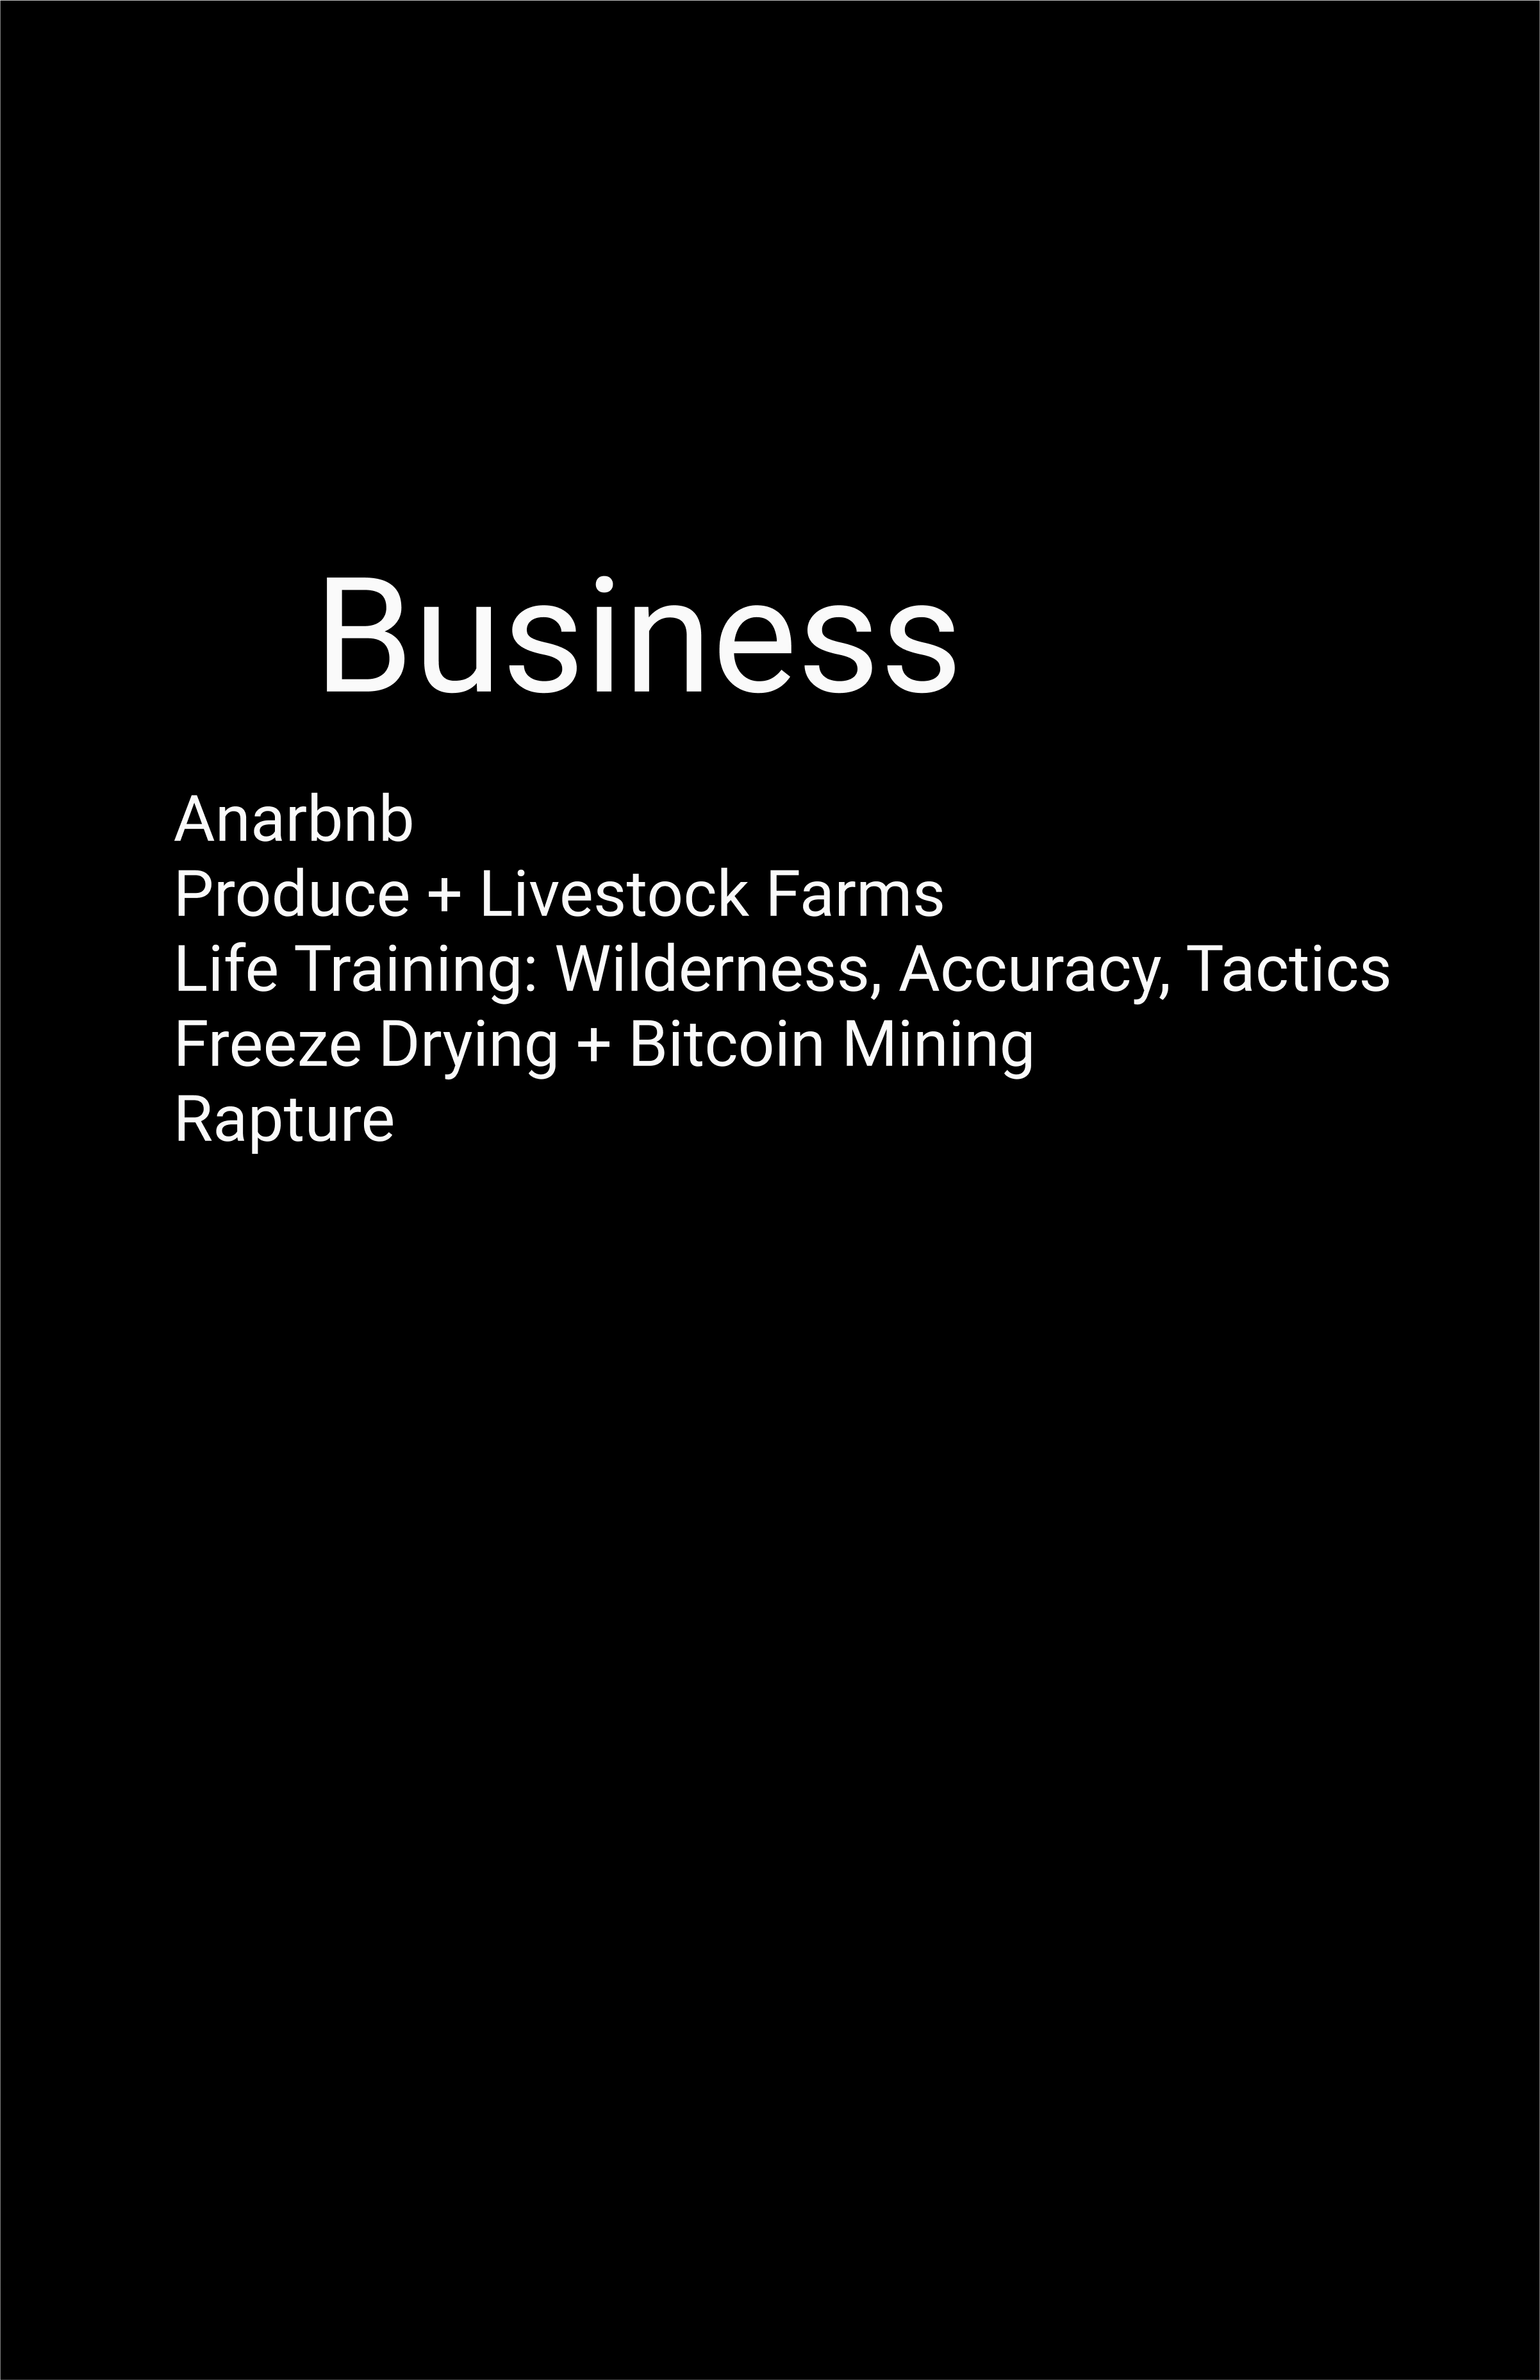 Business
Anarbnb
Produce + Livestock Farms
Life Training: Wilderness, Accuracy, Tactics
Freeze Drying + Bitcoin Mining
Rapture